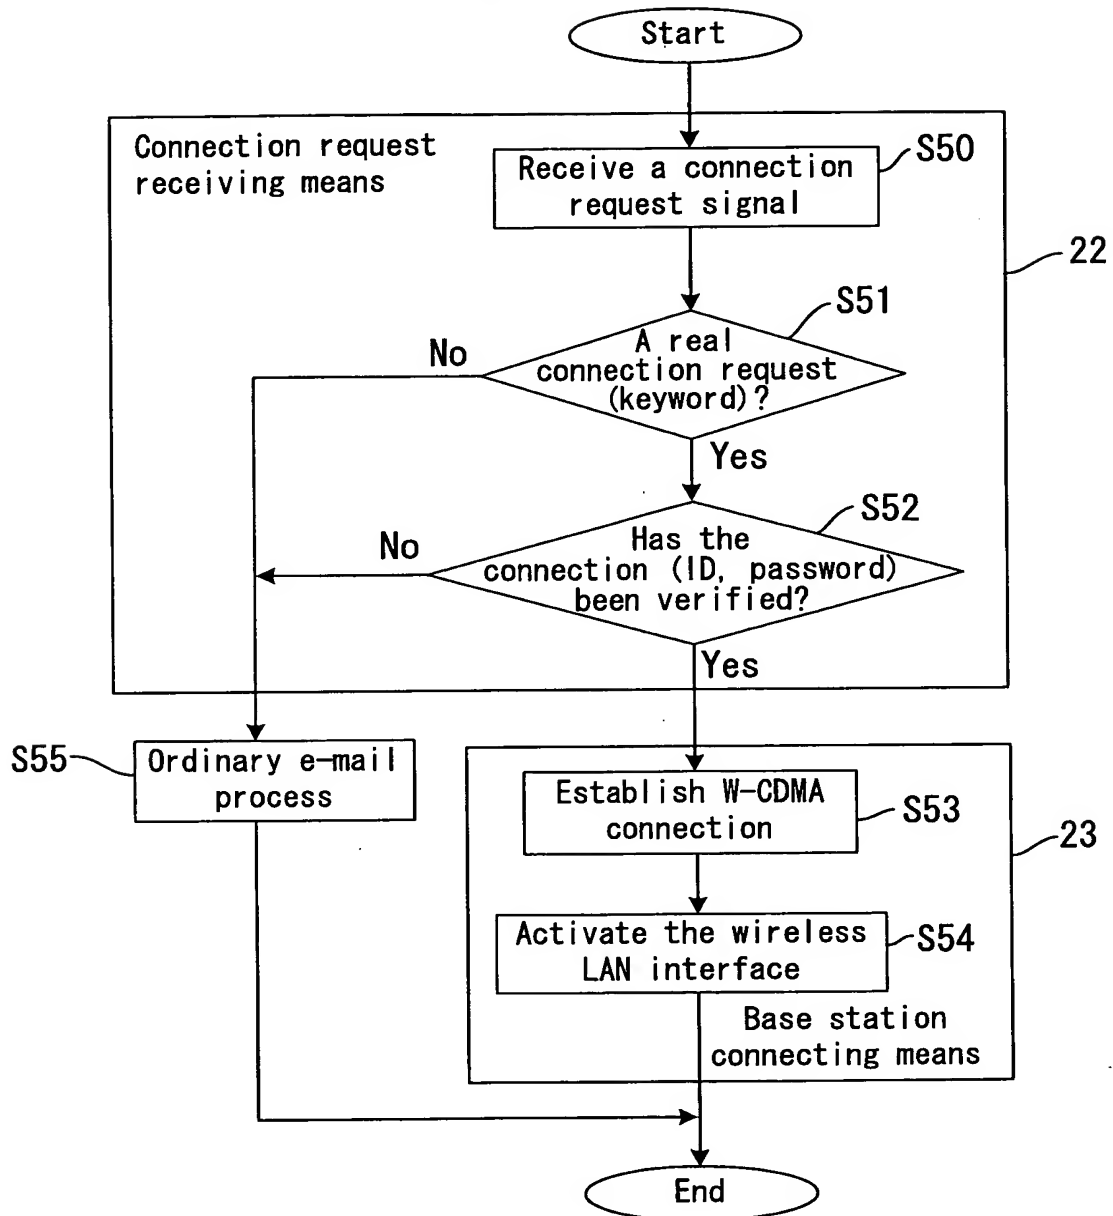 Start
Connection request
receiving means
Receive a connection
request signal
S50
22
S51
A real
connection request
(keyword)?
No
Yes
S52
Has the
connection (ID, password)
been verified?
No
Yes
S55
Ordinary e-mail
process
Establish W-CDMA
connection
S53
23
Activate the wireless
LAN interface
S54
Base station
connecting means
End